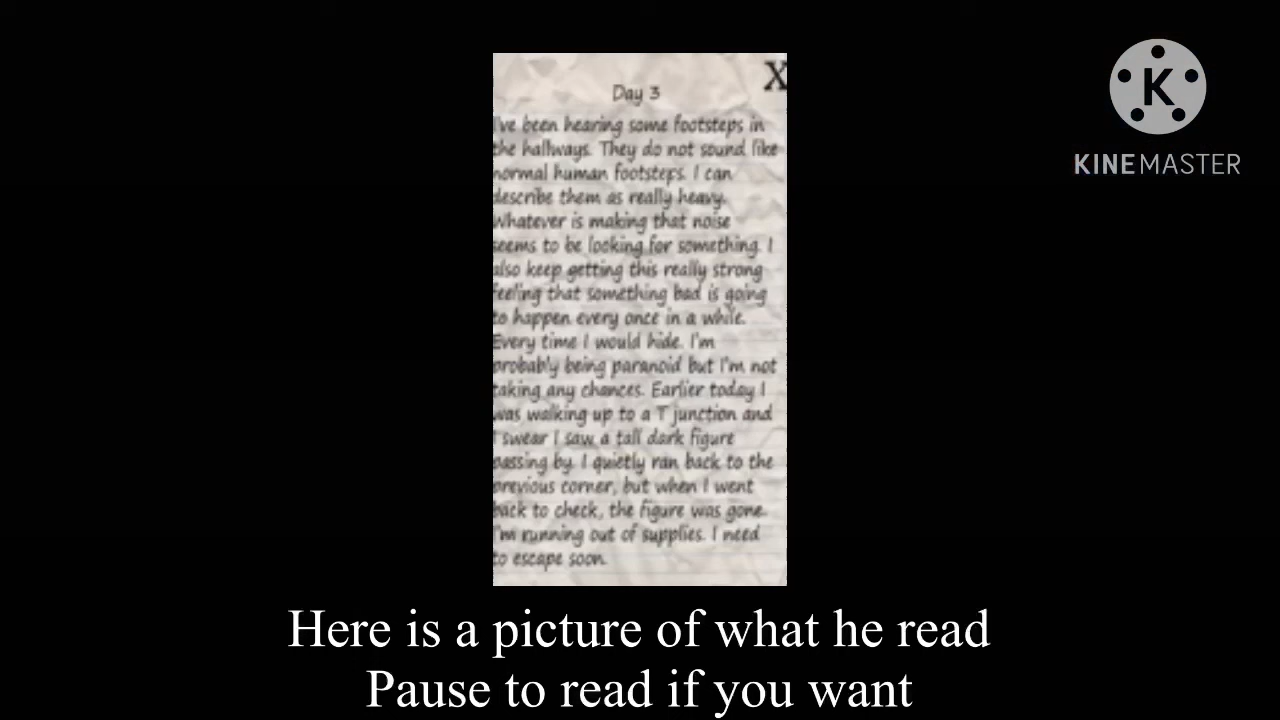 X
Day 3
I've been hearing some footsteps in
the hallways. They do not sound like
normal human footsteps. I can
describe them as really heavy.
Whatever is making that noise
seems to be looking for something. I
also keep getting this really strong
feeling that something bad is going
to happen every once in a while.
Every time I would hide. I'm
probably being paranoid but I'm not
taking any chances. Earlier today I
was walking up to a T junction and
I swear I saw a tall dark figure
passing by. I quietly ran back to the
previous corner, but when I went
back to check, the figure was gone.
I'm running out of supplies. I need
to escape soon.
K
KINEMASTER
Here is a picture of what he read
Pause to read if you want